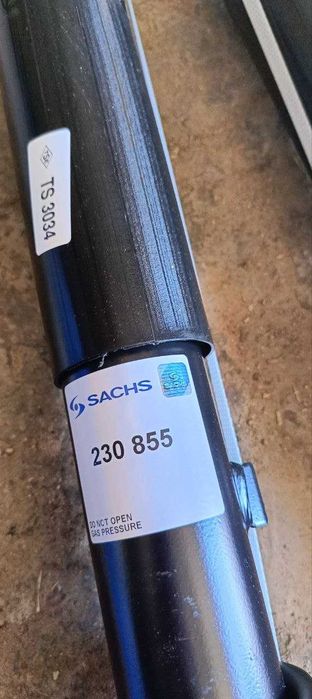 TS 3034
SACHS
230 855
DO NOT OPEN
GAS PRESSURE